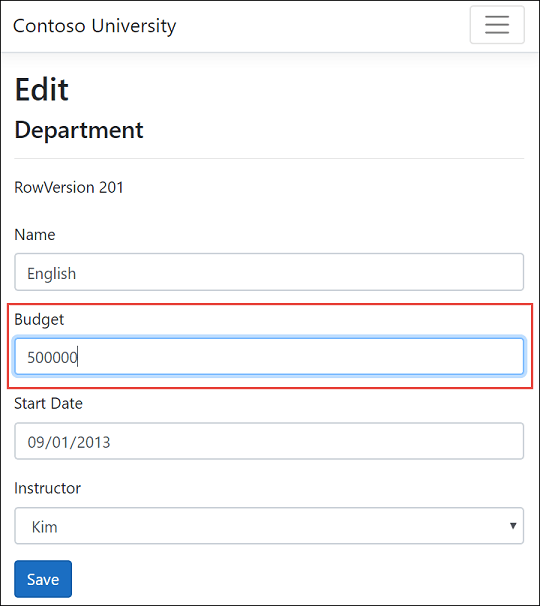 Contoso University
Edit
Department
RowVersion 201
Name
English
Budget
500000
Start Date
09/01/2013
Instructor
Kim
Save